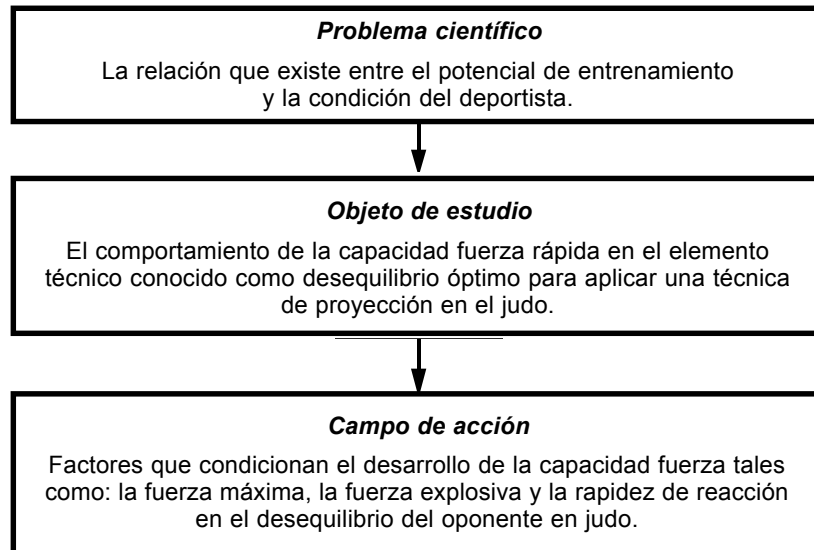 Problema científico
La relación que existe entre el potencial de entrenamiento
y la condición del deportista.
Objeto de estudio
El comportamiento de la capacidad fuerza rápida en el elemento
técnico conocido como desequilibrio óptimo para aplicar una técnica
de proyección en el judo.
Campo de acción
Factores que condicionan el desarrollo de la capacidad fuerza tales
como: la fuerza máxima, la fuerza explosiva y la rapidez de reacción
en el desequilibrio del oponente en judo.